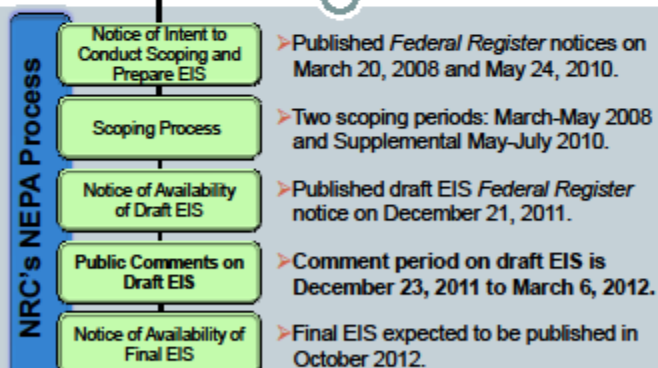 NRC's NEPA Process
Notice of Intent to
Conduct Scoping and
Prepare EIS
➢Published Federal Register notices on
March 20, 2008 and May 24, 2010.
Scoping Process
➢Two scoping periods: March-May 2008
and Supplemental May-July 2010.
Notice of Availability
of Draft EIS
➢Published draft EIS Federal Register
notice on December 21, 2011.
Public Comments on
Draft EIS
➢Comment period on draft EIS is
December 23, 2011 to March 6, 2012.
Notice of Availability of
Final EIS
➢Final EIS expected to be published in
October 2012.